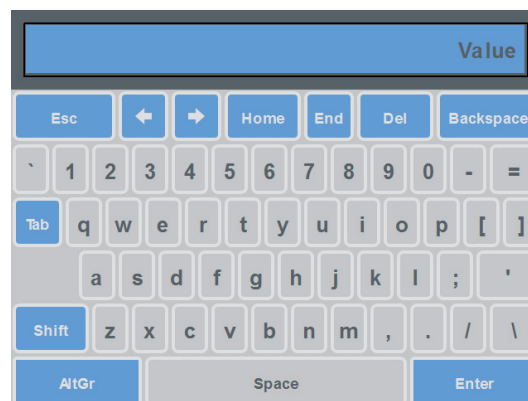 Value
Esc Home End Del Backspace
` 1 2 3 4 5 6 7 8 9 0 - =
Tab q w e r t y u i o p [ ]
a s d f g h j k l ; '
Shift z x c v b n m , . / \
AltGr Space Enter